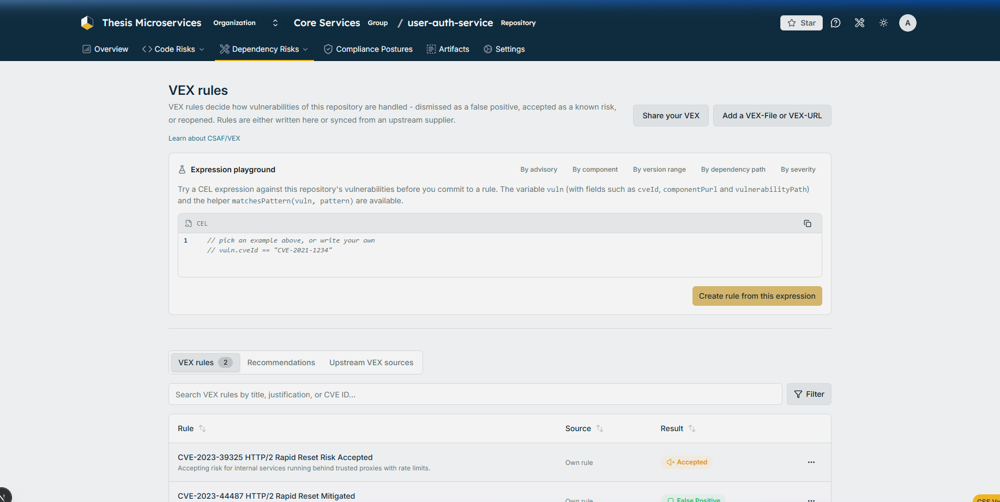 Thesis Microservices Organization Core Services Group / user-auth-service Repository Star A
Overview Code Risks Dependency Risks Compliance Postures Artifacts Settings
VEX rules
VEX rules decide how vulnerabilities of this repository are handled - dismissed as a false positive, accepted as a known risk,
or reopened. Rules are either written here or synced from an upstream supplier.
Share your VEX Add a VEX-File or VEX-URL
Learn about CSAF/VEX
Expression playground By advisory By component By version range By dependency path By severity
Try a CEL expression against this repository's vulnerabilities before you commit to a rule. The variable vuln (with fields such as cveId, componentPurl and vulnerabilityPath)
and the helper matchesPattern(vuln, pattern) are available.
CEL
1 // pick an example above, or write your own
// vuln.cveId == "CVE-2021-1234"
Create rule from this expression
VEX rules 2 Recommendations Upstream VEX sources
Search VEX rules by title, justification, or CVE ID...
Filter
Rule Source Result
CVE-2023-39325 HTTP/2 Rapid Reset Risk Accepted
Accepting risk for internal services running behind trusted proxies with rate limits.
Own rule Accepted
CVE-2023-44487 HTTP/2 Rapid Reset Mitigated
Own rule False Positive